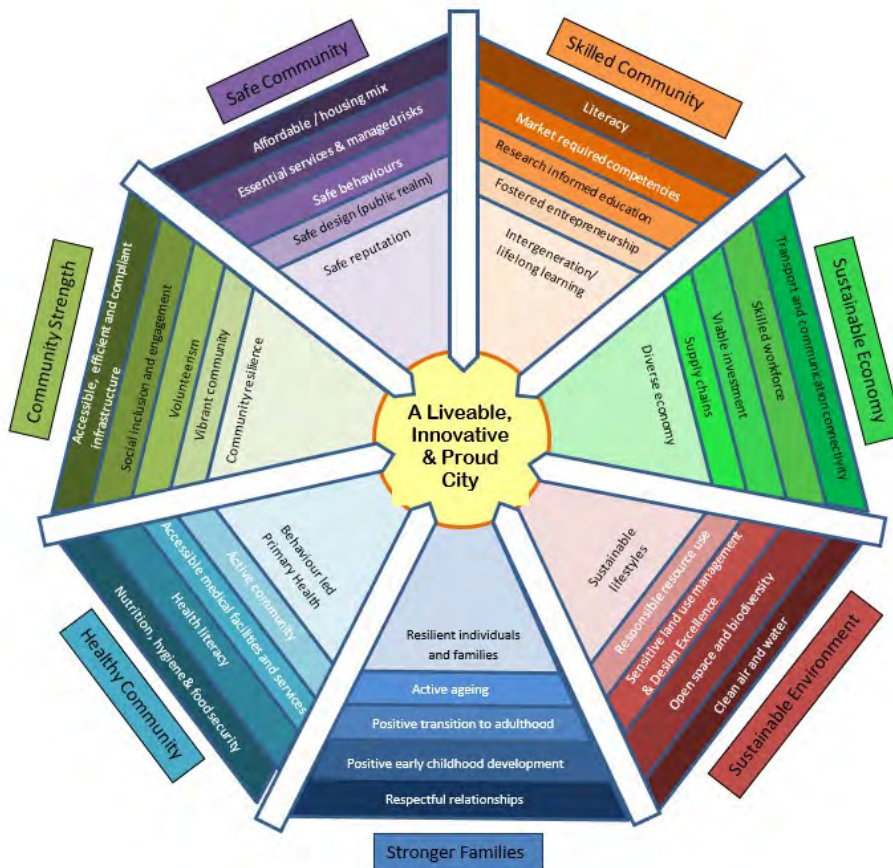 Safe Community
Affordable / housing mix
Essential services & managed risks
Safe behaviours
Safe design (public realm)
Safe reputation
Skilled Community
Literacy
Market required competencies
Research informed education
Fostered entrepreneurship
Intergeneration/
lifelong learning
Sustainable Economy
Transport and communication connectivity
Skilled workforce
Viable investment
Supply chains
Diverse economy
Sustainable Environment
Clean air and water
Open space and biodiversity
Sensitive land use management
& Design Excellence
Responsible resource use
Sustainable
lifestyles
Stronger Families
Resilient individuals
and families
Active ageing
Positive transition to adulthood
Positive early childhood development
Respectful relationships
Healthy Community
Nutrition, hygiene & food security
Health literacy
Accessible medical facilities and services
Active community
Behaviour led
Primary Health
Community Strength
Accessible, efficient and compliant
infrastructure
Social inclusion and engagement
Volunteerism
Vibrant community
Community resilience
A Liveable,
Innovative
& Proud
City